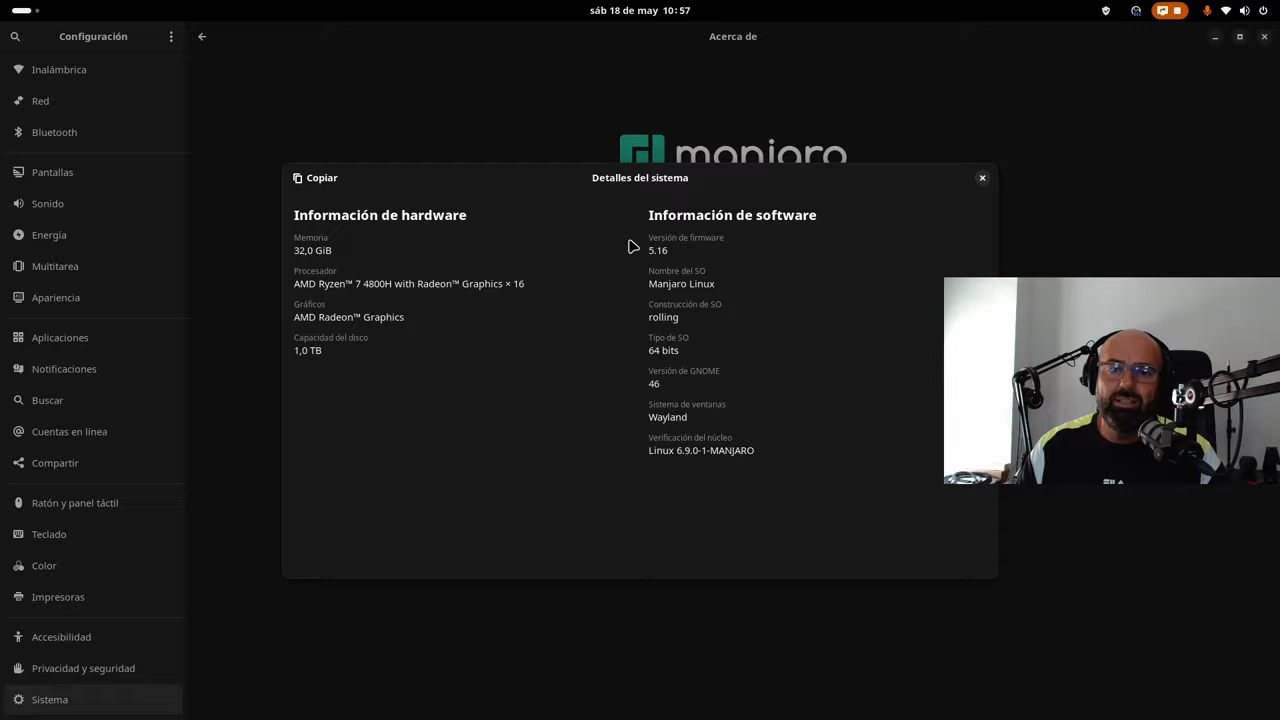 sáb 18 de may 10:57
Configuración
Acerca de
Inalámbrica
Red
Bluetooth
Pantallas
Sonido
Energía
Multitarea
Apariencia
Aplicaciones
Notificaciones
Buscar
Cuentas en línea
Compartir
Ratón y panel táctil
Teclado
Color
Impresoras
Accesibilidad
Privacidad y seguridad
Sistema
manjaro
Copiar
Detalles del sistema
Información de hardware
Memoria
32,0 GiB
Procesador
AMD Ryzen™ 7 4800H with Radeon™ Graphics × 16
Gráficos
AMD Radeon™ Graphics
Capacidad del disco
1,0 TB
Información de software
Versión de firmware
5.16
Nombre del SO
Manjaro Linux
Construcción de SO
rolling
Tipo de SO
64 bits
Versión de GNOME
46
Sistema de ventanas
Wayland
Verificación del núcleo
Linux 6.9.0-1-MANJARO
FILA